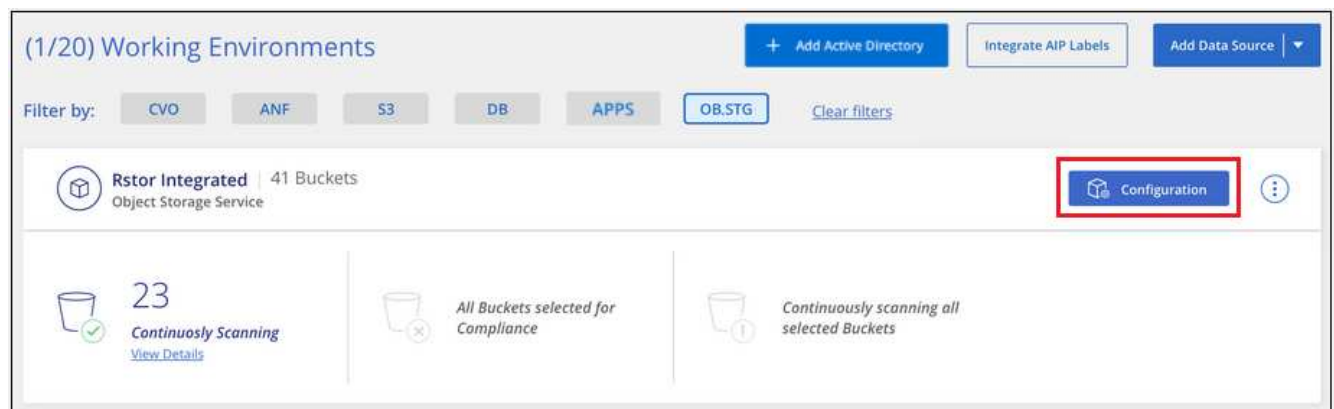 (1/20) Working Environments
+ Add Active Directory
Integrate AIP Labels
Add Data Source
Filter by:
CVO
ANF
S3
DB
APPS
OB.STG
Clear filters
Rstor Integrated | 41 Buckets
Object Storage Service
Configuration
23
Continuosly Scanning
View Details
All Buckets selected for
Compliance
Continuously scanning all
selected Buckets